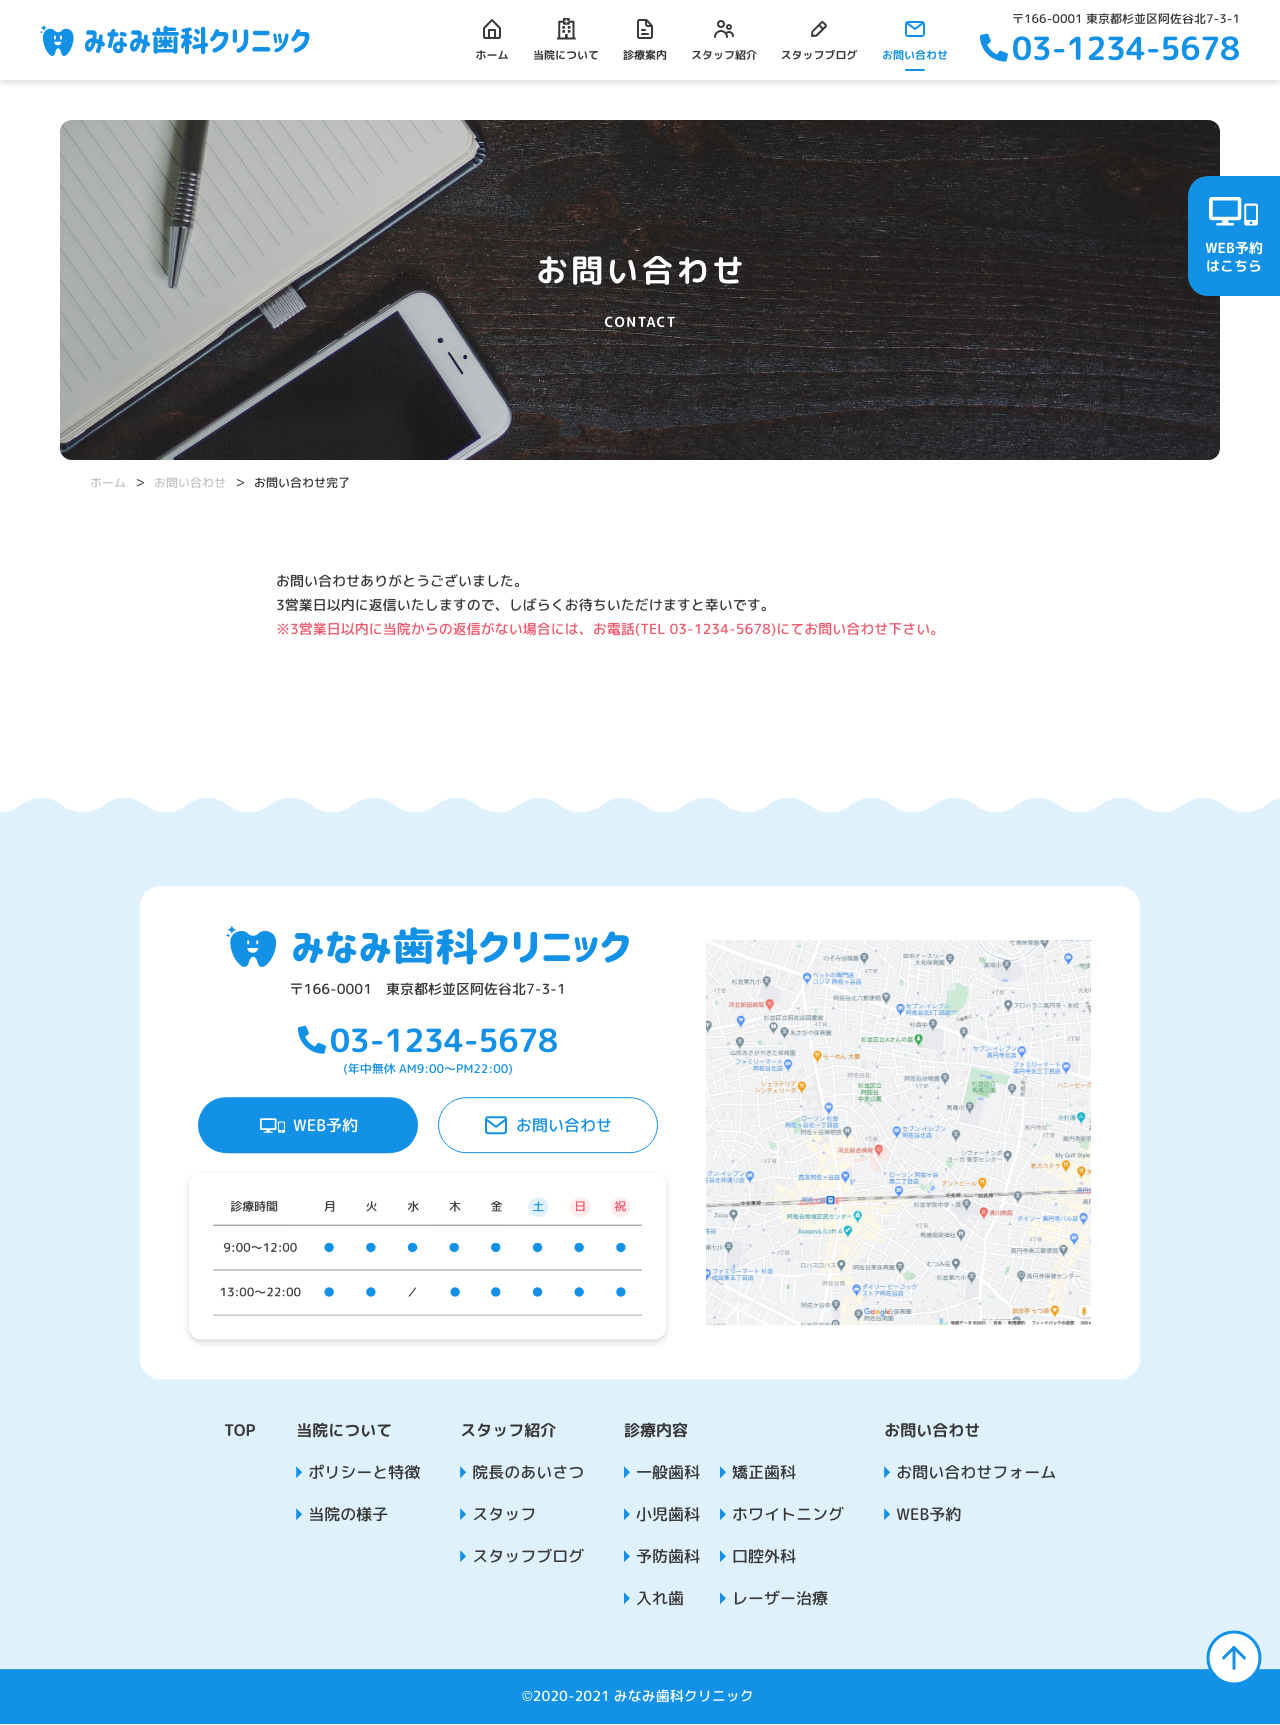 みなみ歯科クリニック
ホーム
当院について
診療案内
スタッフ紹介
スタッフブログ
お問い合わせ
〒166-0001 東京都杉並区阿佐谷北7-3-1
03-1234-5678
お問い合わせ
CONTACT
WEB予約
はこちら
ホーム > お問い合わせ > お問い合わせ完了
お問い合わせありがとうございました。
3営業日以内に返信いたしますので、しばらくお待ちいただけますと幸いです。
※3営業日以内に当院からの返信がない場合には、お電話(TEL 03-1234-5678)にてお問い合わせ下さい。
みなみ歯科クリニック
〒166-0001　東京都杉並区阿佐谷北7-3-1
03-1234-5678
(年中無休 AM9:00〜PM22:00)
WEB予約
お問い合わせ
診療時間 月 火 水 木 金 土 日 祝
9:00〜12:00 ● ● ● ● ● ● ● ●
13:00〜22:00 ● ● ／ ● ● ● ● ●
TOP
当院について
ポリシーと特徴
当院の様子
スタッフ紹介
院長のあいさつ
スタッフ
スタッフブログ
診療内容
一般歯科
小児歯科
予防歯科
入れ歯
矯正歯科
ホワイトニング
口腔外科
レーザー治療
お問い合わせ
お問い合わせフォーム
WEB予約
©2020-2021 みなみ歯科クリニック